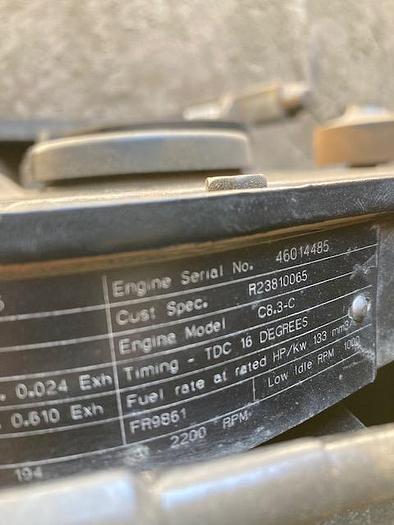 Engine Serial No. 46014485
Cust Spec. R23810065
Engine Model C8.3-C
Timing - TDC 16 DEGREES
0.024 Exh Fuel rate at rated HP/Kw 133 mm3
0.610 Exh FR9861 Low Idle RPM 1000
194 2200 RPM